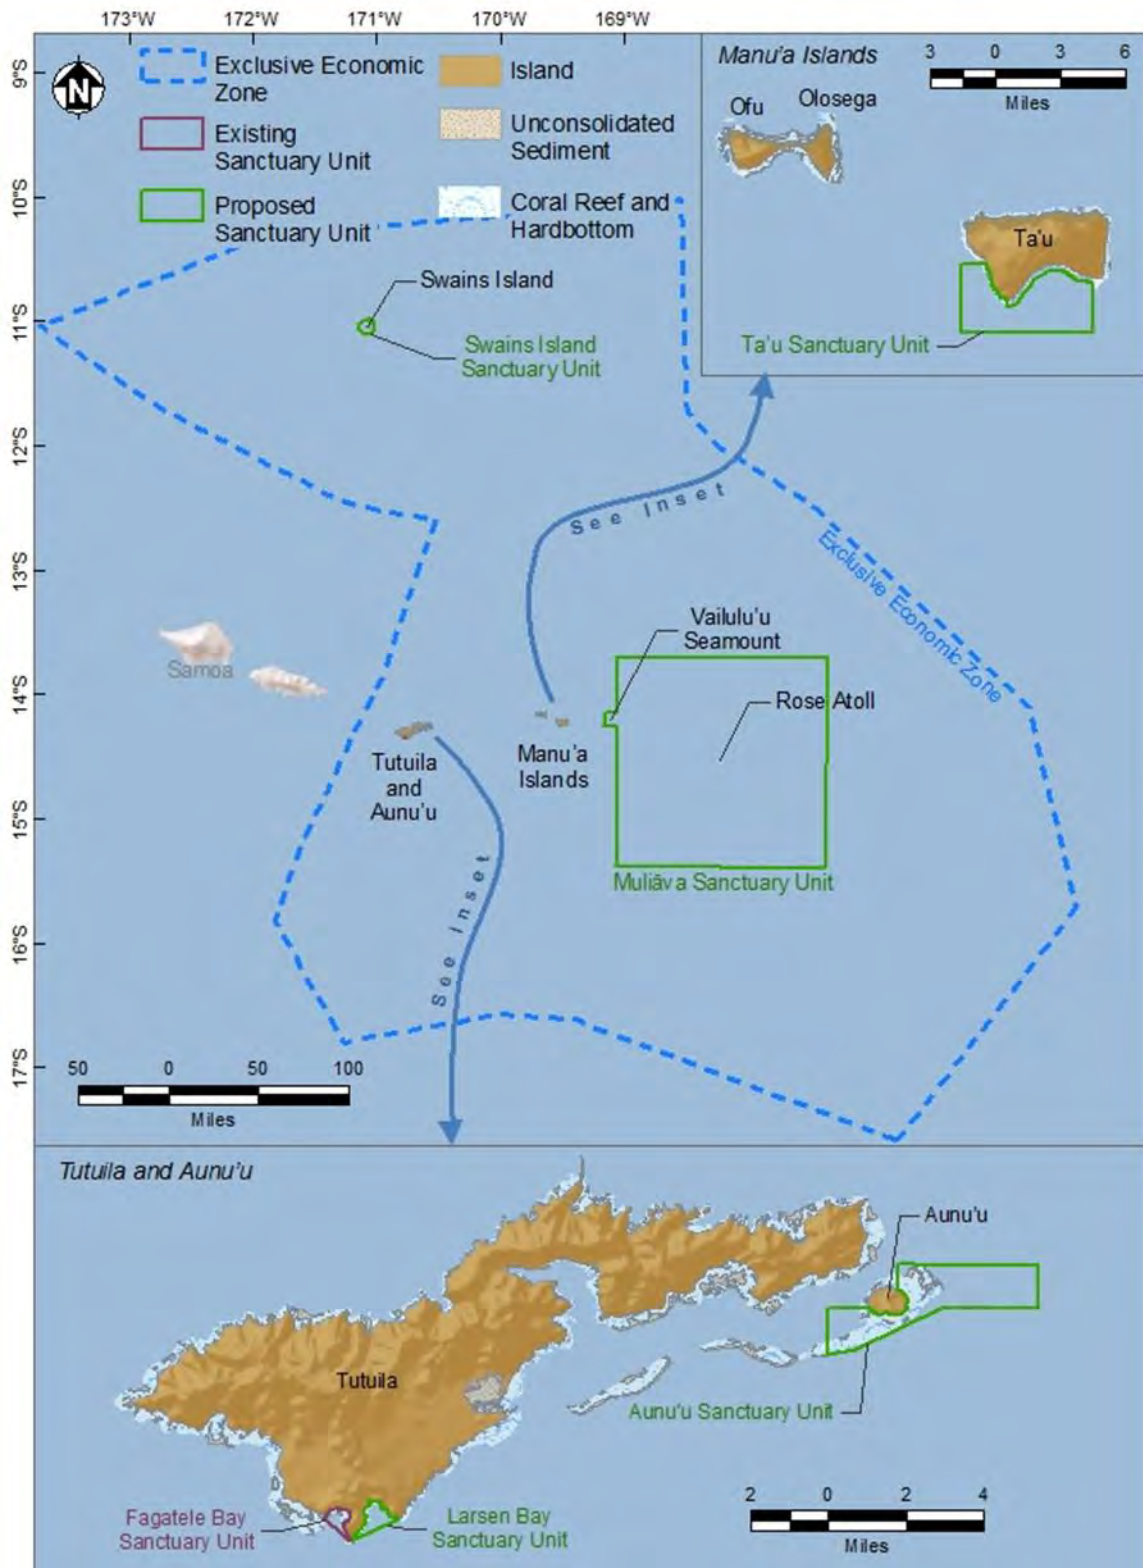 173°W 172°W 171°W 170°W 169°W
9°S
10°S
11°S
12°S
13°S
14°S
15°S
16°S
17°S
N
Exclusive Economic
Zone
Existing
Sanctuary Unit
Proposed
Sanctuary Unit
Island
Unconsolidated
Sediment
Coral Reef and
Hardbottom
Manu'a Islands
3 0 3 6
Miles
Ofu
Olosega
Ta'u
Ta'u Sanctuary Unit
Swains Island
Swains Island
Sanctuary Unit
See Inset
Exclusive Economic Zone
Vailulu'u
Seamount
Rose Atoll
Samoa
Tutuila
and
Aunu'u
Manu'a
Islands
Muliāva Sanctuary Unit
See Inset
50 0 50 100
Miles
Tutuila and Aunu'u
Aunu'u
Tutuila
Aunu'u Sanctuary Unit
Fagatele Bay
Sanctuary Unit
Larsen Bay
Sanctuary Unit
2 0 2 4
Miles